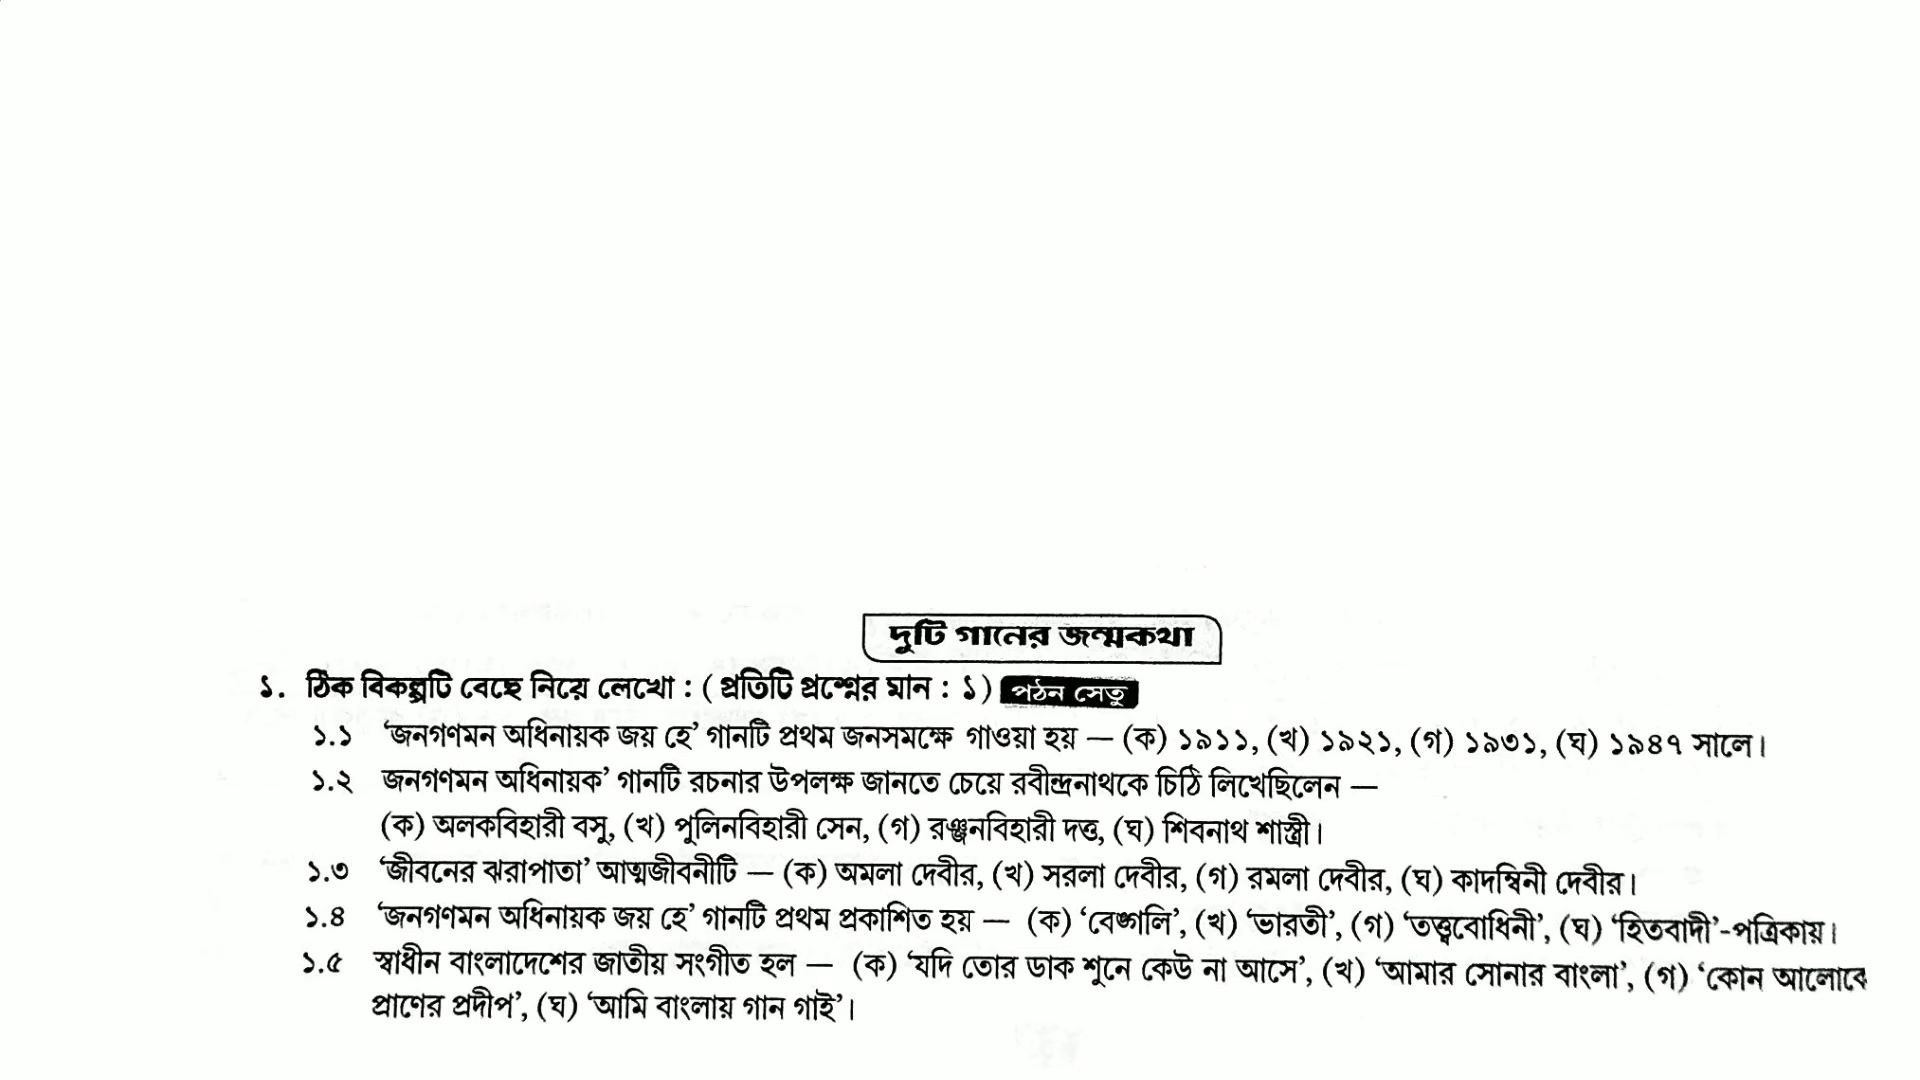 দুটি গানের জন্মকথা
১. ঠিক বিকল্পটি বেছে নিয়ে লেখো : ( প্রতিটি প্রশ্নের মান : ১ ) পঠন সেতু
১.১ ‘জনগণমন অধিনায়ক জয় হে’ গানটি প্রথম জনসমক্ষে গাওয়া হয় — (ক) ১৯১১, (খ) ১৯২১, (গ) ১৯৩১, (ঘ) ১৯৪৭ সালে।
১.২ জনগণমন অধিনায়ক’ গানটি রচনার উপলক্ষ জানতে চেয়ে রবীন্দ্রনাথকে চিঠি লিখেছিলেন —
(ক) অলকবিহারী বসু, (খ) পুলিনবিহারী সেন, (গ) রঞ্জনবিহারী দত্ত, (ঘ) শিবনাথ শাস্ত্রী।
১.৩ ‘জীবনের ঝরাপাতা’ আত্মজীবনীটি — (ক) অমলা দেবীর, (খ) সরলা দেবীর, (গ) রমলা দেবীর, (ঘ) কাদম্বিনী দেবীর।
১.৪ ‘জনগণমন অধিনায়ক জয় হে’ গানটি প্রথম প্রকাশিত হয় — (ক) ‘বেঙ্গলি’, (খ) ‘ভারতী’, (গ) ‘তত্ত্ববোধিনী’, (ঘ) ‘হিতবাদী’-পত্রিকায়।
১.৫ স্বাধীন বাংলাদেশের জাতীয় সংগীত হল — (ক) ‘যদি তোর ডাক শুনে কেউ না আসে’, (খ) ‘আমার সোনার বাংলা’, (গ) ‘কোন আলোকে
প্রাণের প্রদীপ’, (ঘ) ‘আমি বাংলায় গান গাই’।